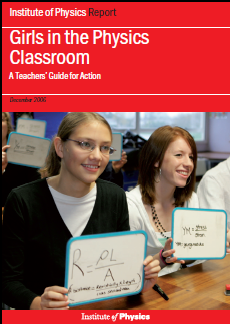 Institute of Physics Report
Girls in the Physics
Classroom
A Teachers' Guide for Action
December 2006
R = ρL
A
Institute of Physics